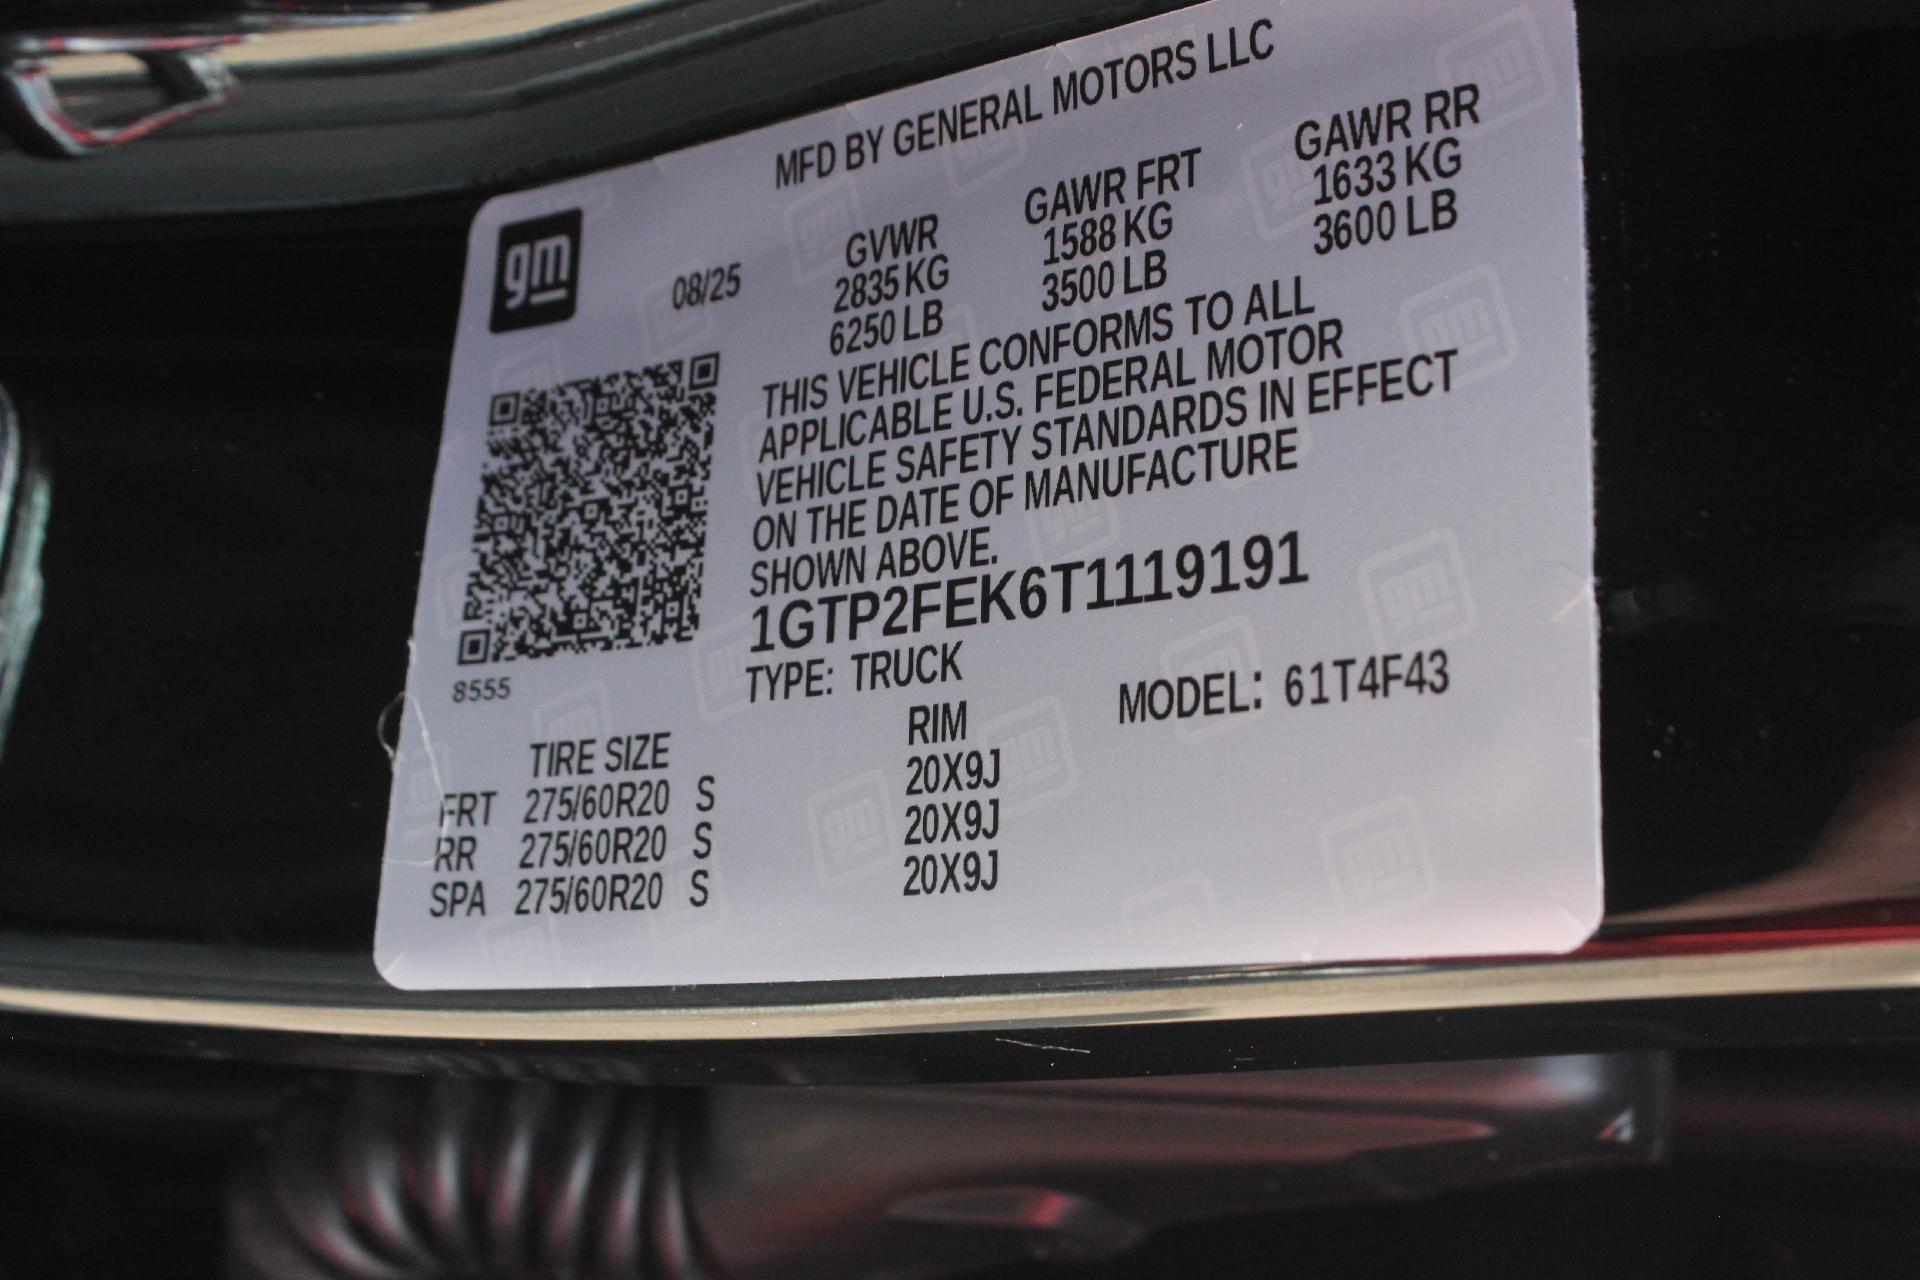 MFD BY GENERAL MOTORS LLC
gm
08/25
GVWR
2835 KG
6250 LB
GAWR FRT
1588 KG
3500 LB
GAWR RR
1633 KG
3600 LB
THIS VEHICLE CONFORMS TO ALL
APPLICABLE U.S. FEDERAL MOTOR
VEHICLE SAFETY STANDARDS IN EFFECT
ON THE DATE OF MANUFACTURE
SHOWN ABOVE.
1GTP2FEK6T1119191
TYPE: TRUCK
MODEL: 61T4F43
8555
TIRE SIZE RIM
FRT 275/60R20 S 20X9J
RR 275/60R20 S 20X9J
SPA 275/60R20 S 20X9J